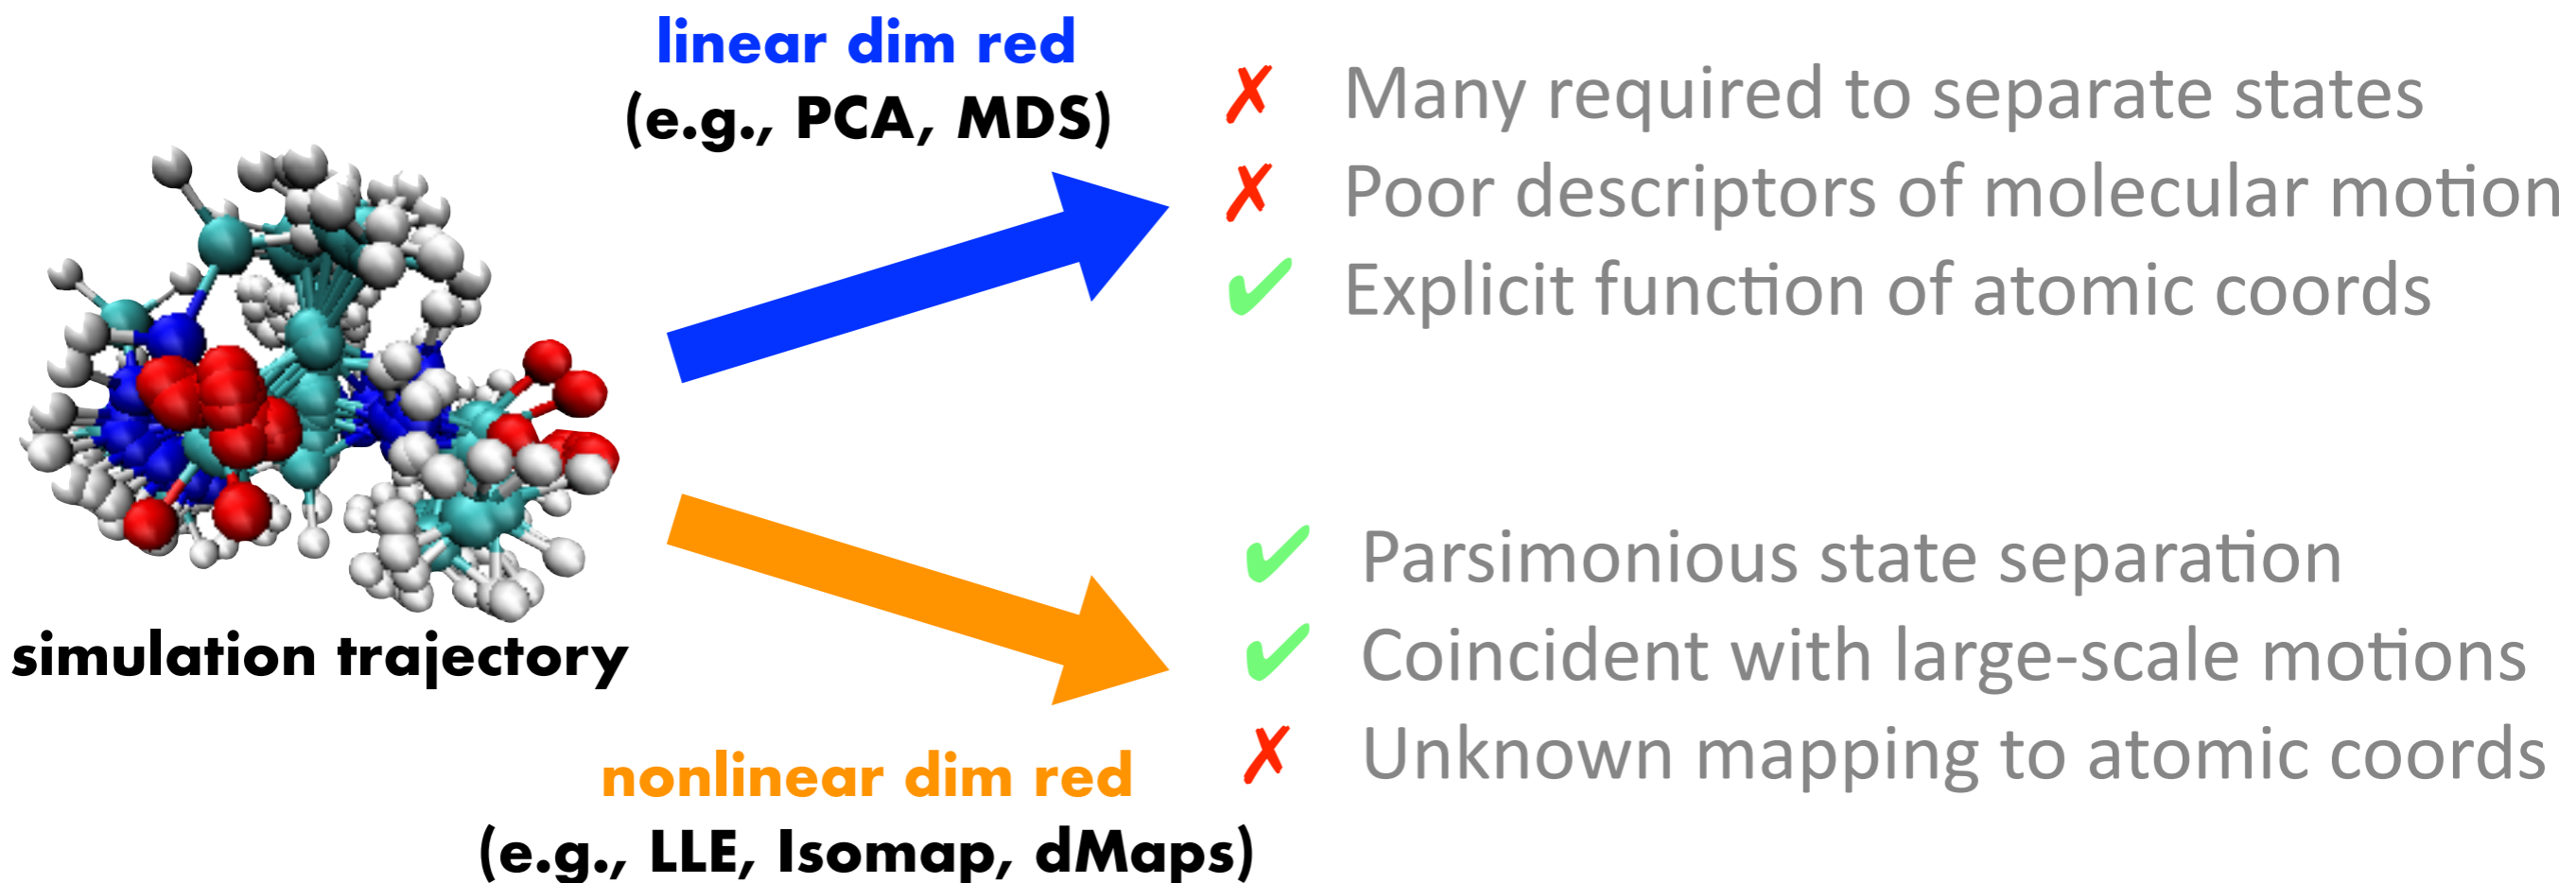 linear dim red
(e.g., PCA, MDS)
✗ Many required to separate states
✗ Poor descriptors of molecular motion
✔ Explicit function of atomic coords
simulation trajectory
✔ Parsimonious state separation
✔ Coincident with large-scale motions
✗ Unknown mapping to atomic coords
nonlinear dim red
(e.g., LLE, Isomap, dMaps)